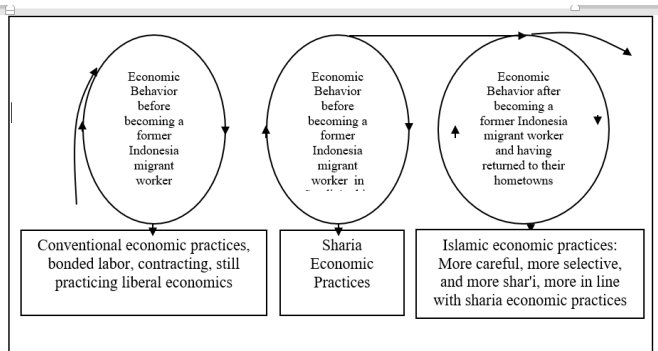 Economic
Behavior
before
becoming a
former
Indonesia
migrant
worker
Economic
Behavior
before
becoming a
former
Indonesia
migrant
worker in
Economic
Behavior after
becoming a
former Indonesia
migrant worker
and having
returned to their
hometowns
Conventional economic practices,
bonded labor, contracting, still
practicing liberal economics
Sharia
Economic
Practices
Islamic economic practices:
More careful, more selective,
and more shar'i, more in line
with sharia economic practices